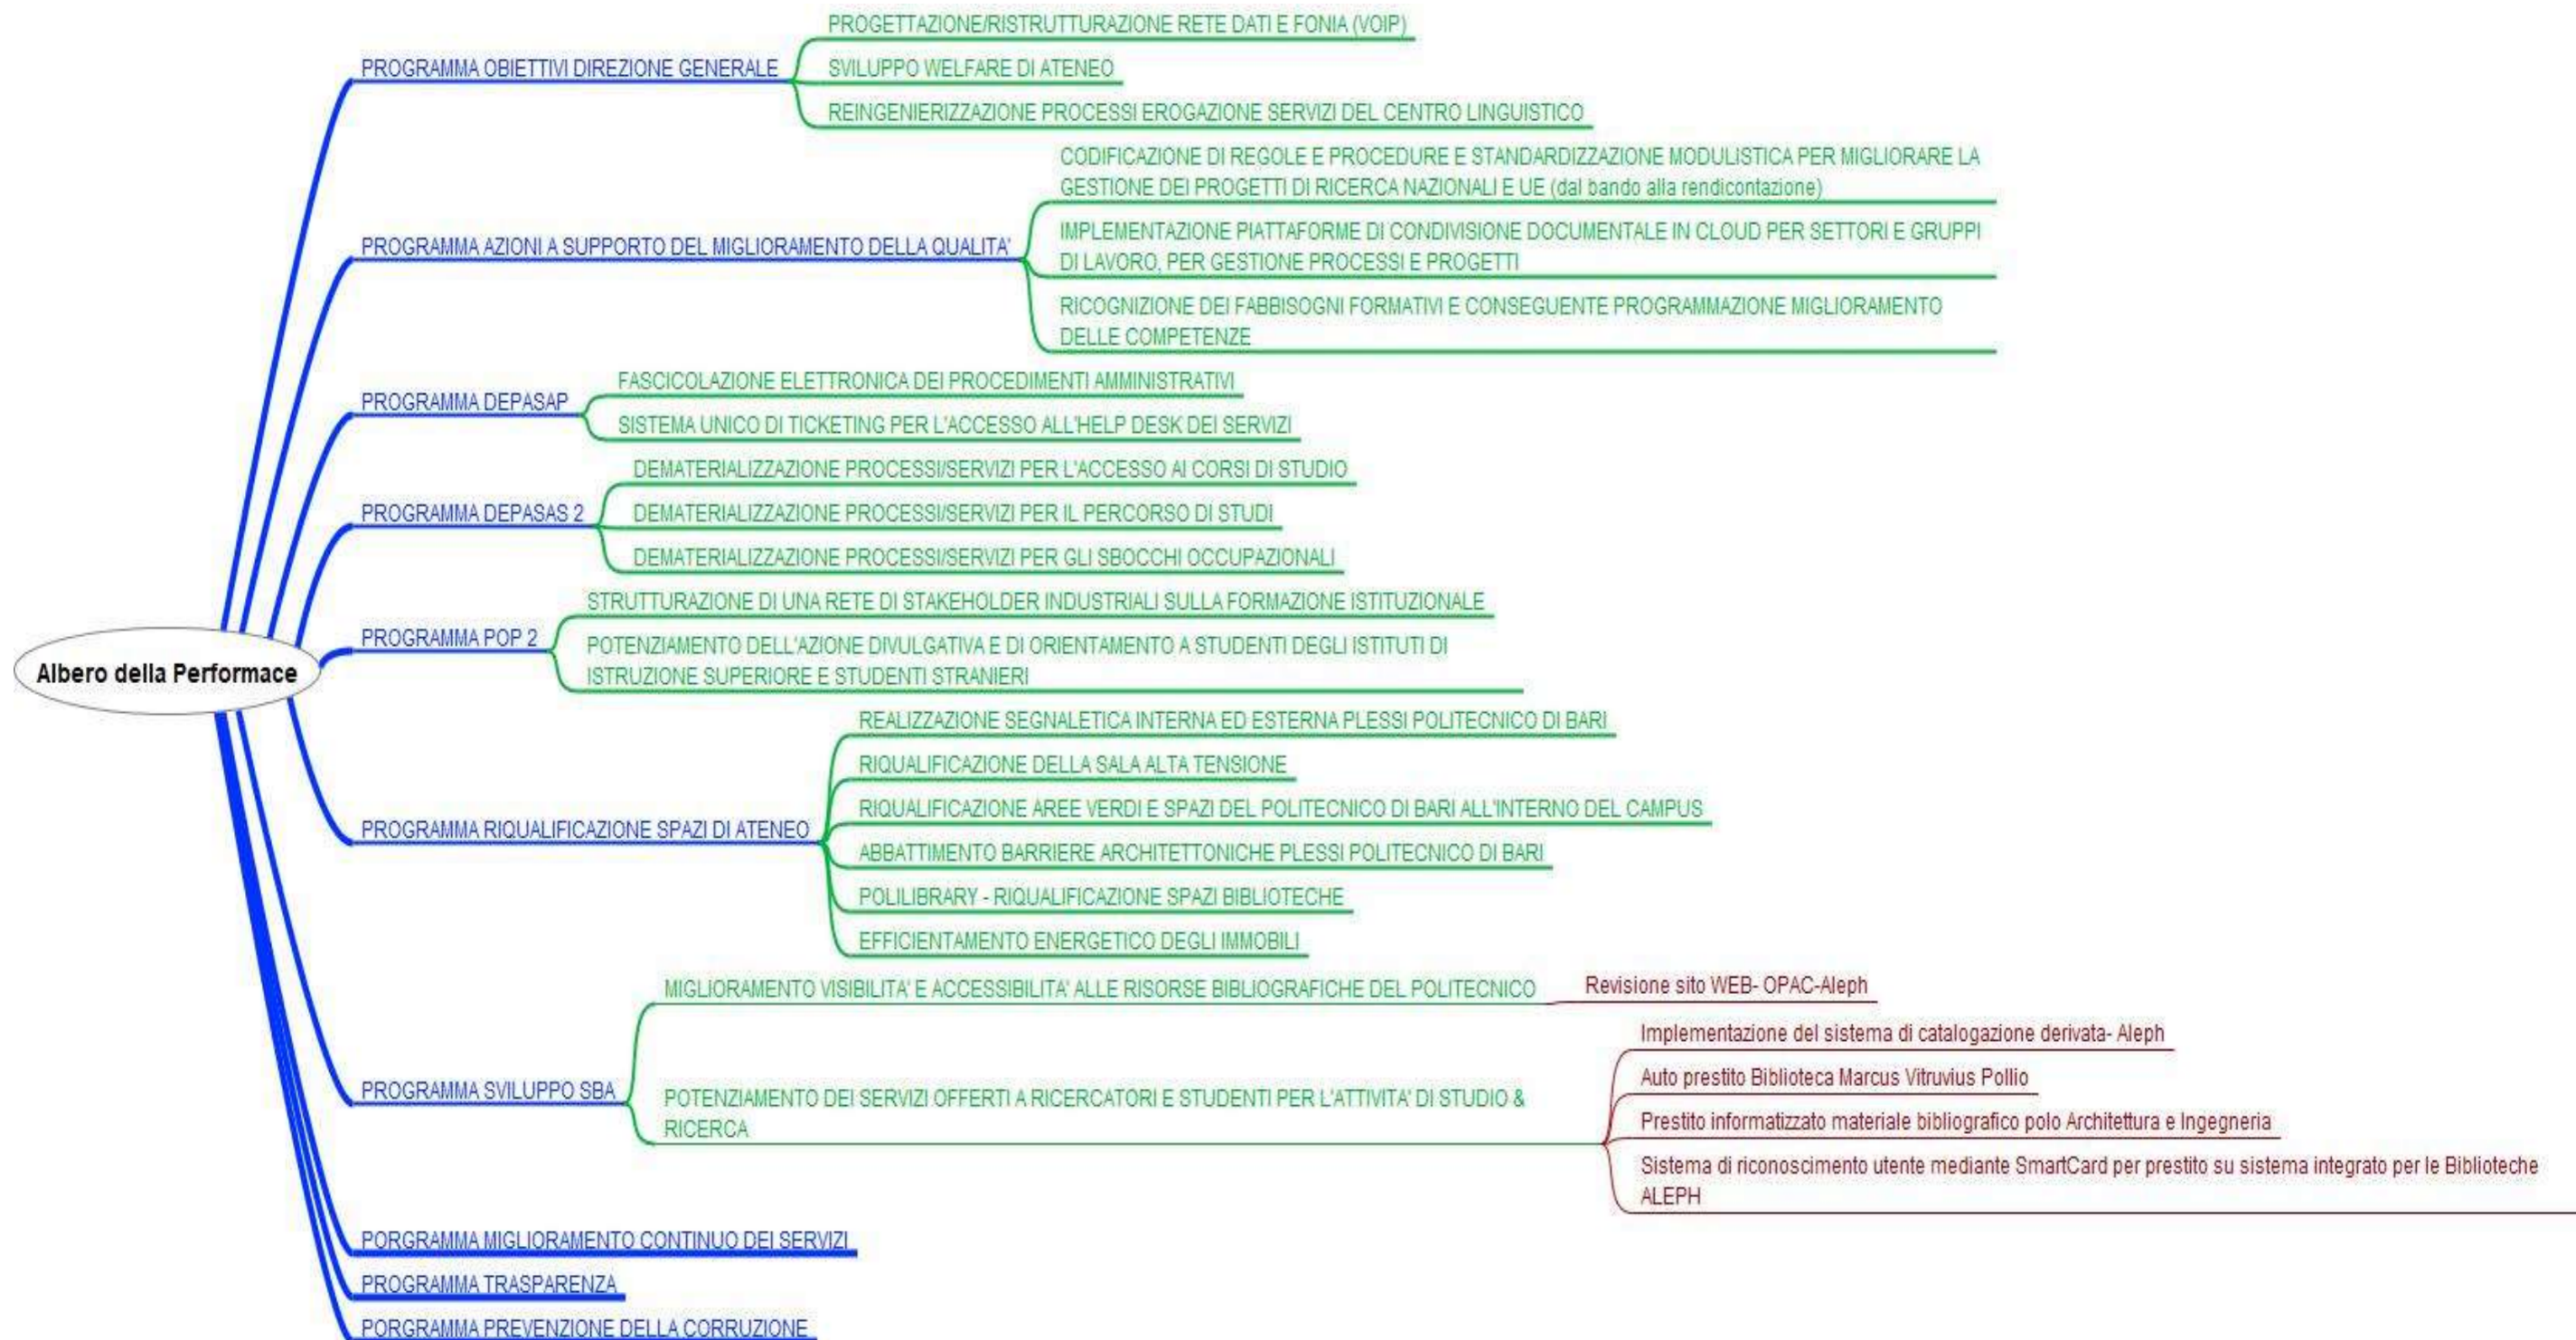 PROGETTAZIONE/RISTRUTTURAZIONE RETE DATI E FONIA (VOIP)
PROGRAMMA OBIETTIVI DIREZIONE GENERALE
SVILUPPO WELFARE DI ATENEO
REINGENIERIZZAZIONE PROCESSI EROGAZIONE SERVIZI DEL CENTRO LINGUISTICO
CODIFICAZIONE DI REGOLE E PROCEDURE E STANDARDIZZAZIONE MODULISTICA PER MIGLIORARE LA
GESTIONE DEI PROGETTI DI RICERCA NAZIONALI E UE (dal bando alla rendicontazione)
PROGRAMMA AZIONI A SUPPORTO DEL MIGLIORAMENTO DELLA QUALITA'
IMPLEMENTAZIONE PIATTAFORME DI CONDIVISIONE DOCUMENTALE IN CLOUD PER SETTORI E GRUPPI
DI LAVORO, PER GESTIONE PROCESSI E PROGETTI
RICOGNIZIONE DEI FABBISOGNI FORMATIVI E CONSEGUENTE PROGRAMMAZIONE MIGLIORAMENTO
DELLE COMPETENZE
PROGRAMMA DEPASAP
FASCICOLAZIONE ELETTRONICA DEI PROCEDIMENTI AMMINISTRATIVI
SISTEMA UNICO DI TICKETING PER L'ACCESSO ALL'HELP DESK DEI SERVIZI
DEMATERIALIZZAZIONE PROCESSI/SERVIZI PER L'ACCESSO AI CORSI DI STUDIO
PROGRAMMA DEPASAS 2
DEMATERIALIZZAZIONE PROCESSI/SERVIZI PER IL PERCORSO DI STUDI
DEMATERIALIZZAZIONE PROCESSI/SERVIZI PER GLI SBOCCHI OCCUPAZIONALI
STRUTTURAZIONE DI UNA RETE DI STAKEHOLDER INDUSTRIALI SULLA FORMAZIONE ISTITUZIONALE
PROGRAMMA POP 2
POTENZIAMENTO DELL'AZIONE DIVULGATIVA E DI ORIENTAMENTO A STUDENTI DEGLI ISTITUTI DI
ISTRUZIONE SUPERIORE E STUDENTI STRANIERI
Albero della Performace
REALIZZAZIONE SEGNALETICA INTERNA ED ESTERNA PLESSI POLITECNICO DI BARI
RIQUALIFICAZIONE DELLA SALA ALTA TENSIONE
RIQUALIFICAZIONE AREE VERDI E SPAZI DEL POLITECNICO DI BARI ALL'INTERNO DEL CAMPUS
PROGRAMMA RIQUALIFICAZIONE SPAZI DI ATENEO
ABBATTIMENTO BARRIERE ARCHITETTONICHE PLESSI POLITECNICO DI BARI
POLILIBRARY - RIQUALIFICAZIONE SPAZI BIBLIOTECHE
EFFICIENTAMENTO ENERGETICO DEGLI IMMOBILI
MIGLIORAMENTO VISIBILITA' E ACCESSIBILITA' ALLE RISORSE BIBLIOGRAFICHE DEL POLITECNICO
Revisione sito WEB- OPAC-Aleph
PROGRAMMA SVILUPPO SBA
POTENZIAMENTO DEI SERVIZI OFFERTI A RICERCATORI E STUDENTI PER L'ATTIVITA' DI STUDIO &
RICERCA
Implementazione del sistema di catalogazione derivata- Aleph
Auto prestito Biblioteca Marcus Vitruvius Pollio
Prestito informatizzato materiale bibliografico polo Architettura e Ingegneria
Sistema di riconoscimento utente mediante SmartCard per prestito su sistema integrato per le Biblioteche
ALEPH
PORGRAMMA MIGLIORAMENTO CONTINUO DEI SERVIZI
PROGRAMMA TRASPARENZA
PORGRAMMA PREVENZIONE DELLA CORRUZIONE